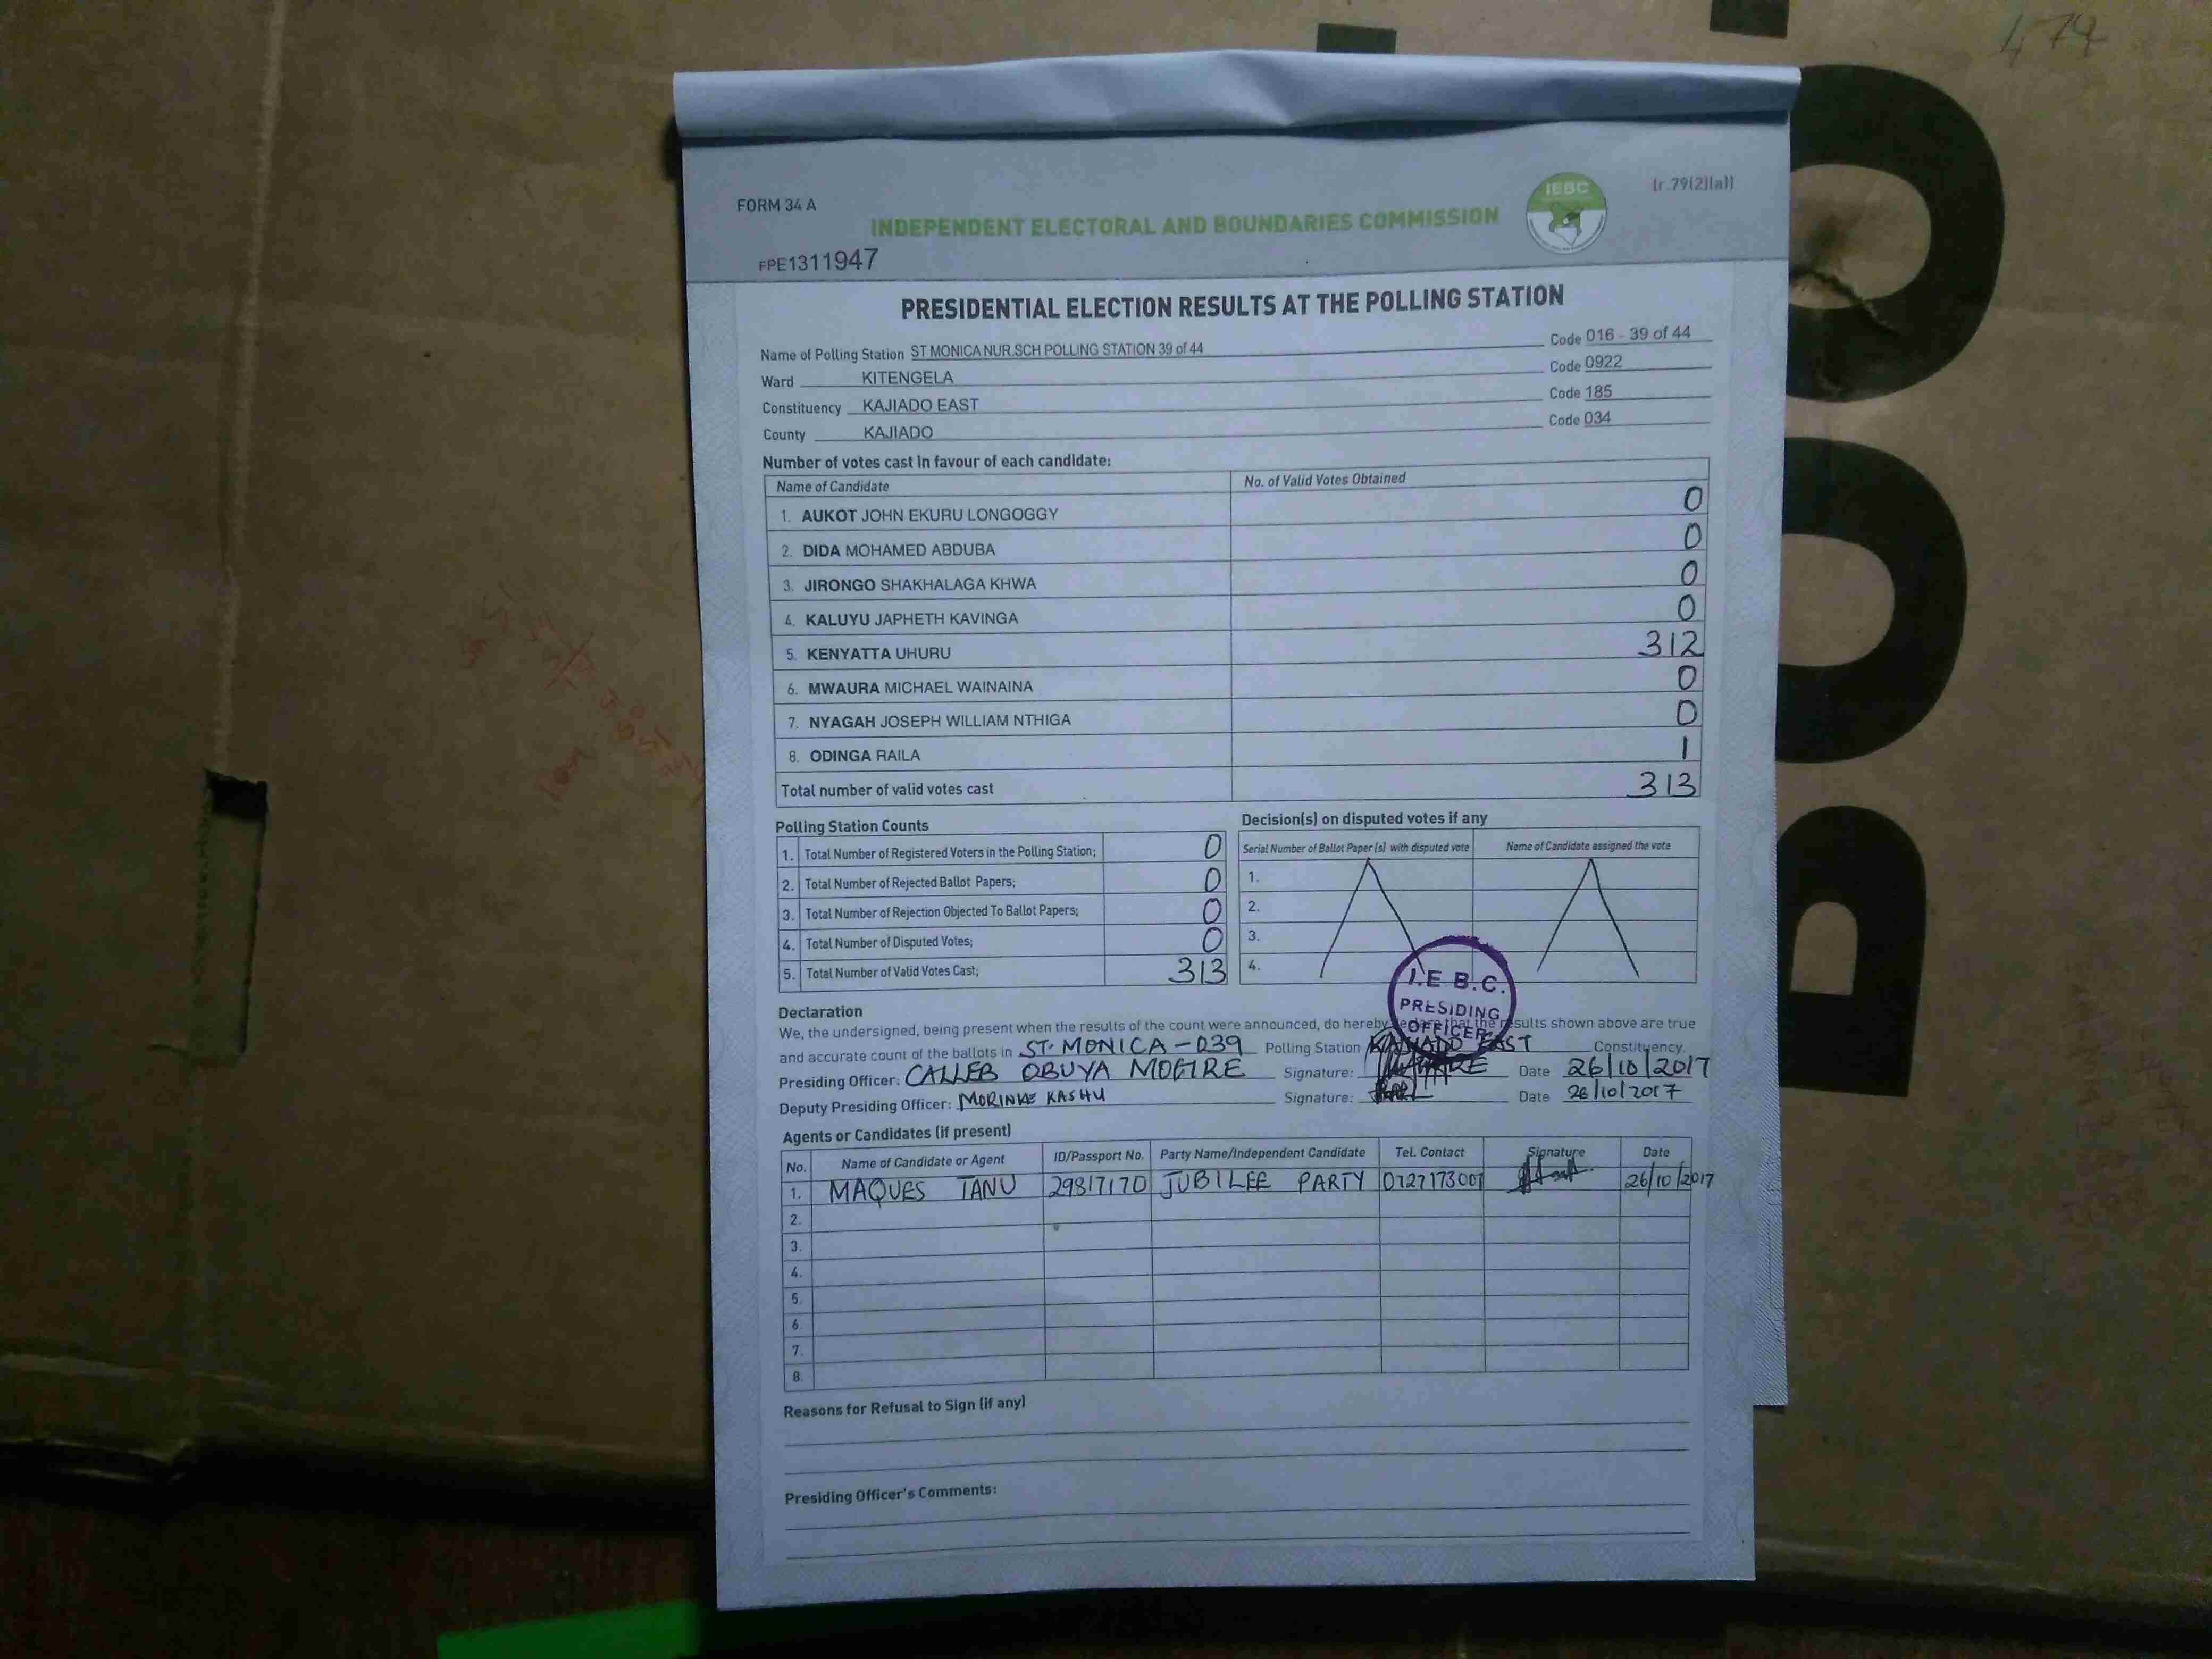 474
FORM 34 A
[r.79(2)(a)]
IEBC
INDEPENDENT ELECTORAL AND BOUNDARIES COMMISSION
FPE1311947
PRESIDENTIAL ELECTION RESULTS AT THE POLLING STATION
Name of Polling Station ST MONICA NUR.SCH POLLING STATION 39 of 44 Code 016 - 39 of 44
Ward KITENGELA Code 0922
Constituency KAJIADO EAST Code 185
County KAJIADO Code 034
Number of votes cast in favour of each candidate:
Name of Candidate No. of Valid Votes Obtained
1. AUKOT JOHN EKURU LONGOGGY 0
2. DIDA MOHAMED ABDUBA 0
3. JIRONGO SHAKHALAGA KHWA 0
4. KALUYU JAPHETH KAVINGA 0
5. KENYATTA UHURU 312
6. MWAURA MICHAEL WAINAINA 0
7. NYAGAH JOSEPH WILLIAM NTHIGA 0
8. ODINGA RAILA 1
Total number of valid votes cast 313
Polling Station Counts
1. Total Number of Registered Voters in the Polling Station; 0
2. Total Number of Rejected Ballot Papers; 0
3. Total Number of Rejection Objected To Ballot Papers; 0
4. Total Number of Disputed Votes; 0
5. Total Number of Valid Votes Cast; 313
Decision(s) on disputed votes if any
Serial Number of Ballot Paper (s) with disputed vote Name of Candidate assigned the vote
1.
2.
3.
4.
I.E.B.C.
PRESIDING
OFFICER
Declaration
We, the undersigned, being present when the results of the count were announced, do hereby declare that the results shown above are true
and accurate count of the ballots in ST. MONICA - 039 Polling Station KAJIADO EAST Constituency
Presiding Officer: CALLEB OBUYA MOGIRE Signature: Date 26/10/2017
Deputy Presiding Officer: MORINKE KASHU Signature: Date 26/10/2017
Agents or Candidates (if present)
No. Name of Candidate or Agent ID/Passport No. Party Name/Independent Candidate Tel. Contact Signature Date
1. MAQUES TANU 29817170 JUBILEE PARTY 0727173007 26/10/2017
2.
3.
4.
5.
6.
7.
8.
Reasons for Refusal to Sign (if any)
Presiding Officer's Comments: